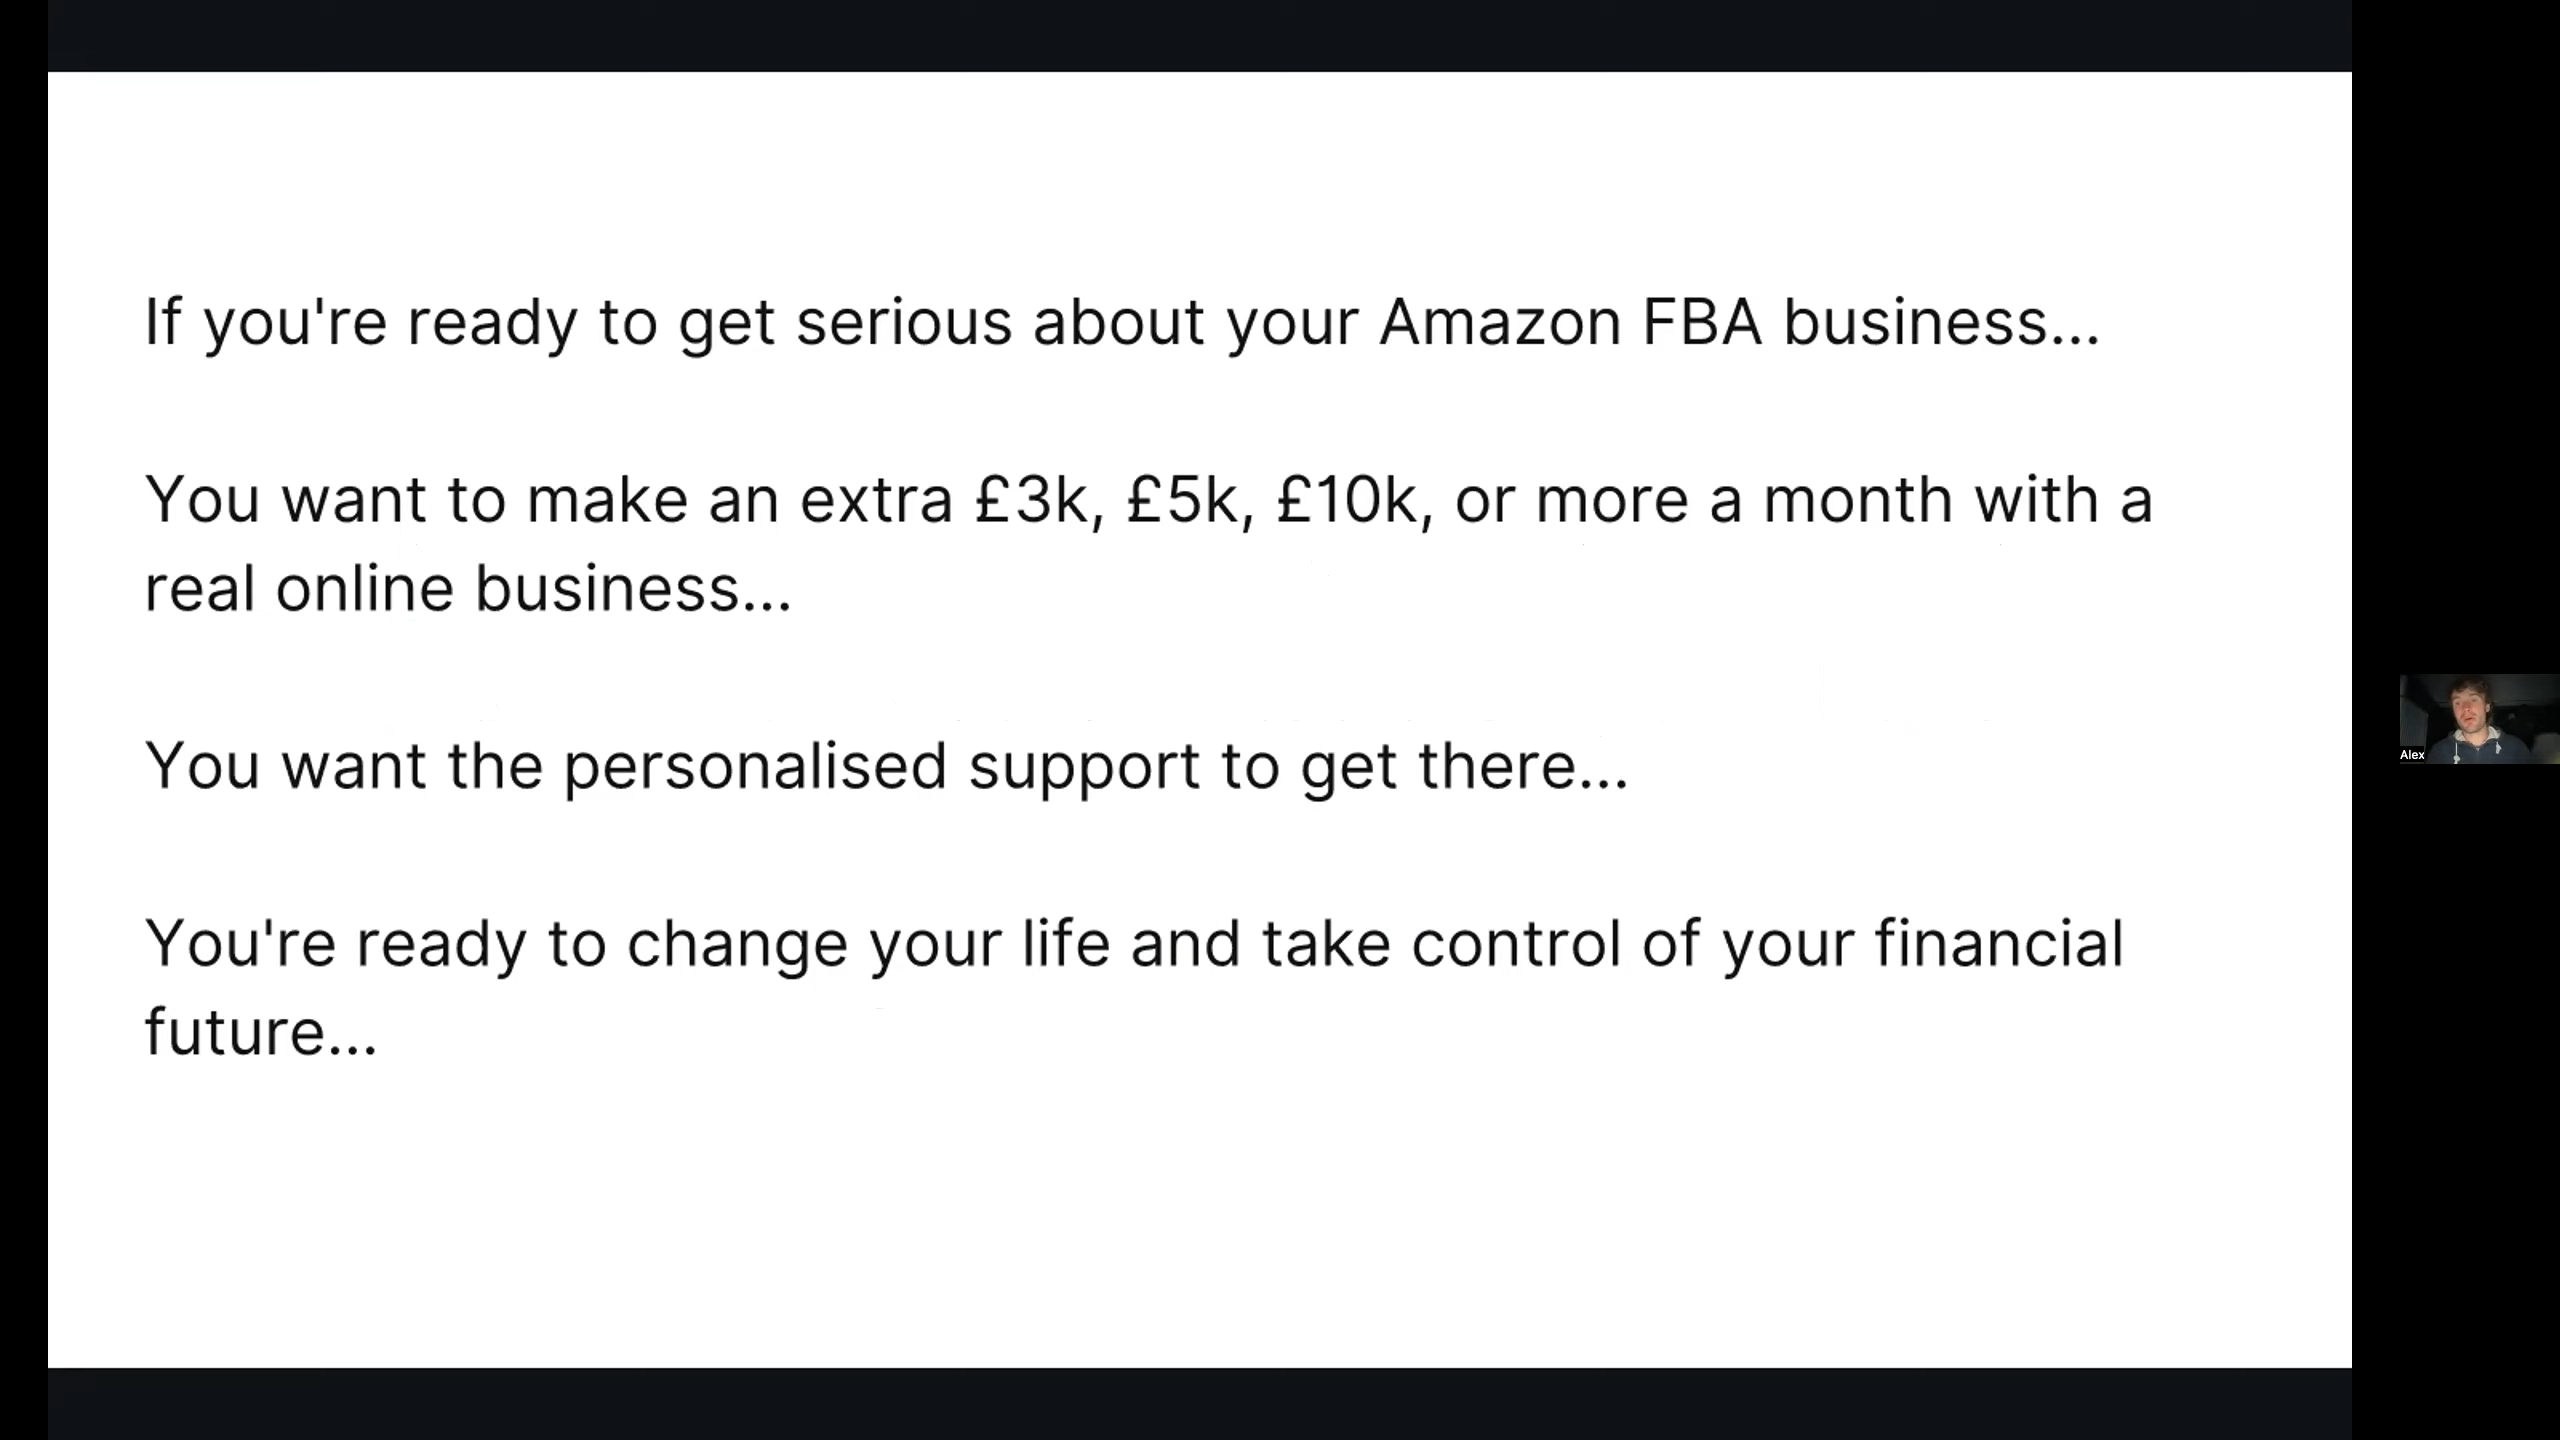 If you're ready to get serious about your Amazon FBA business...
You want to make an extra £3k, £5k, £10k, or more a month with a
real online business...
You want the personalised support to get there...
You're ready to change your life and take control of your financial
future...
Alex